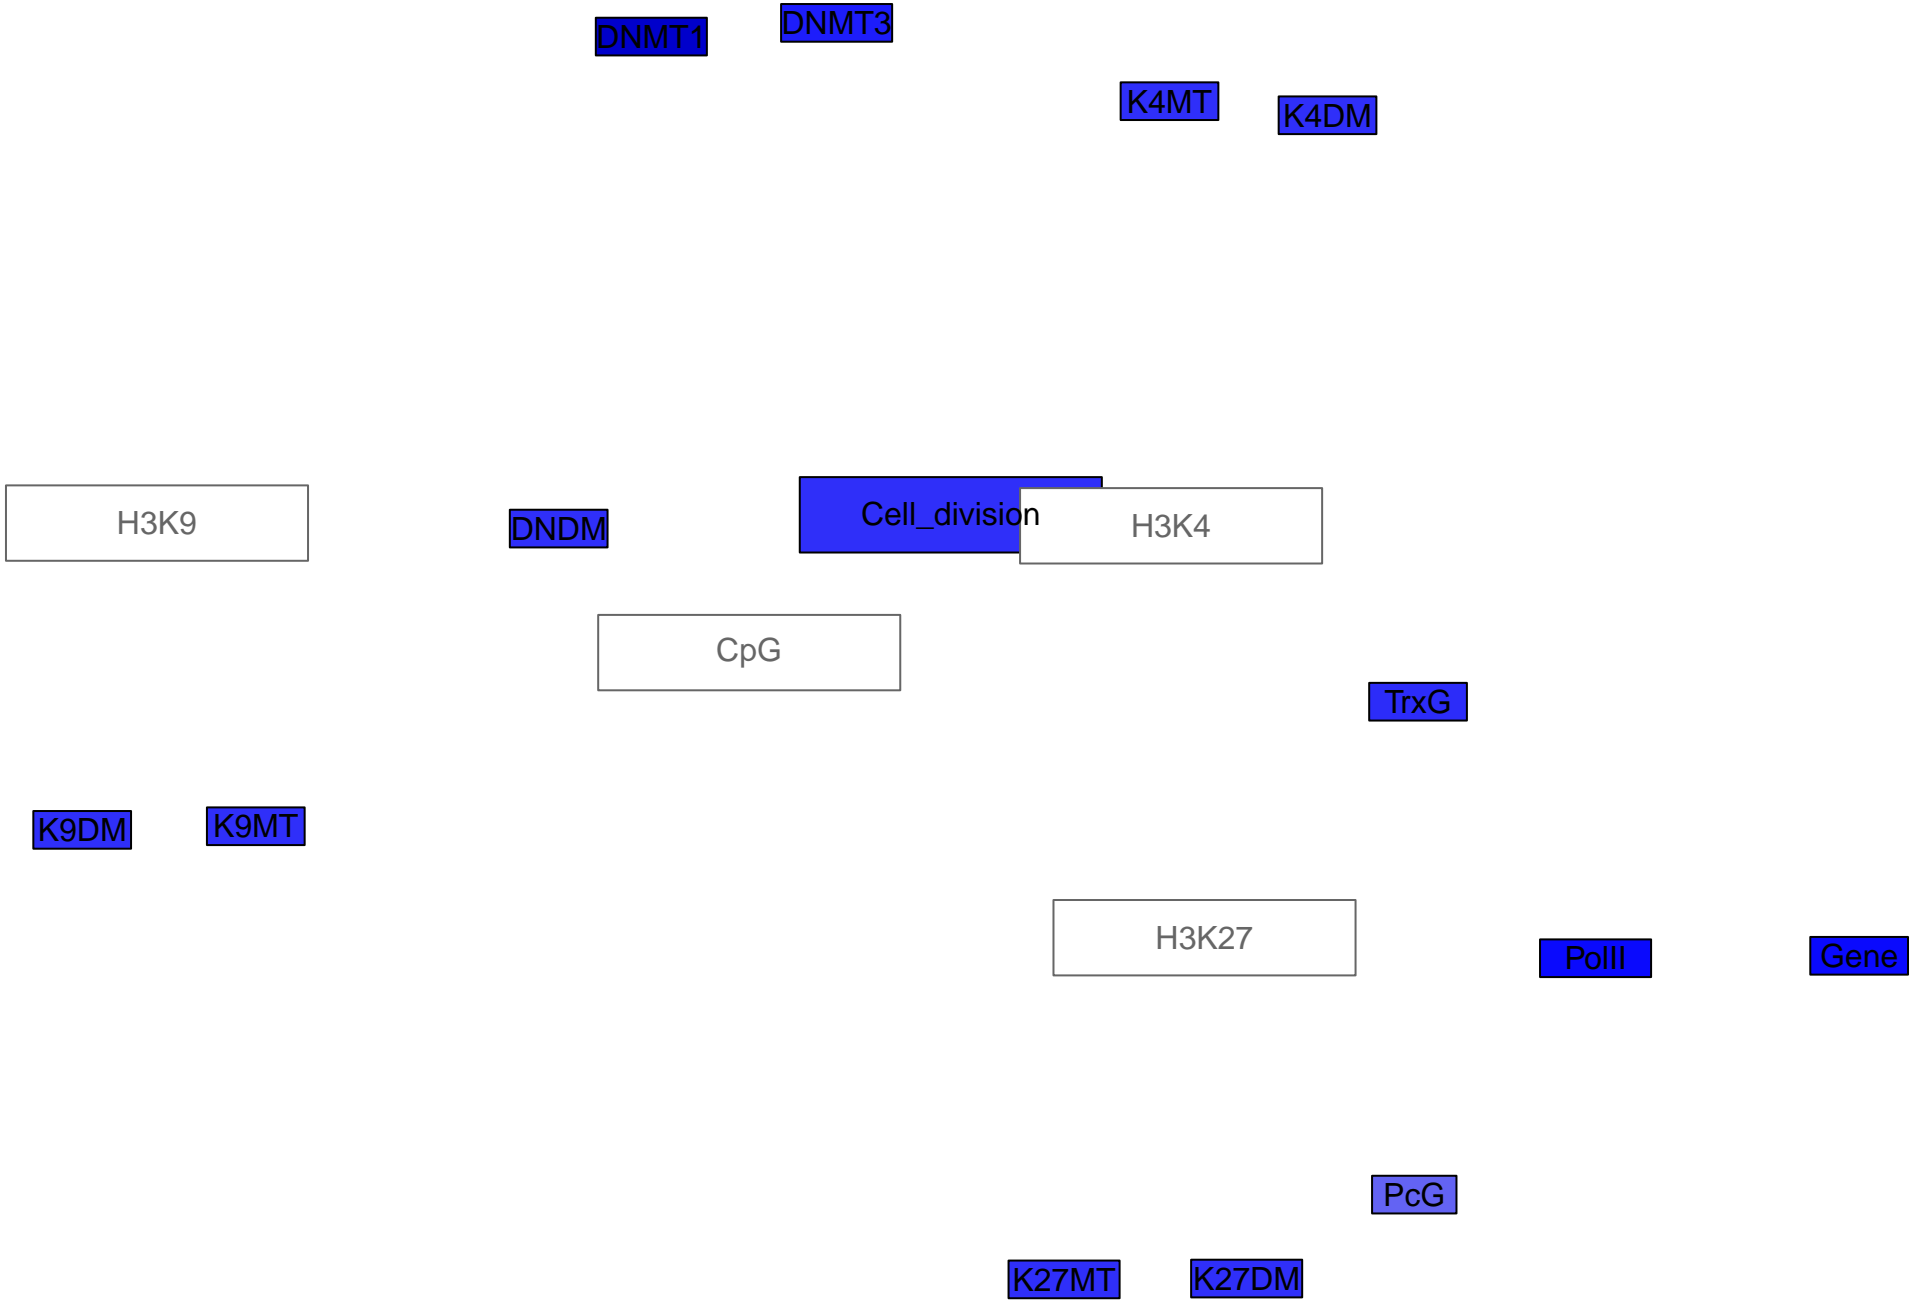 DNMT1
DNMT3
K4MT
K4DM
H3K9
DNDM
Cell_division
H3K4
CpG
TrxG
K9DM
K9MT
H3K27
PolII
Gene
PcG
K27MT
K27DM